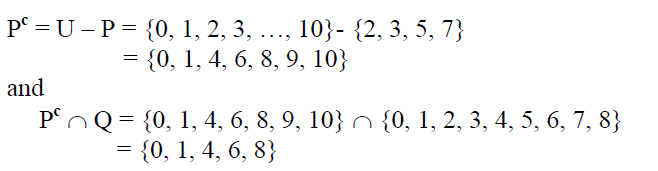 Pᶜ = U – P = {0, 1, 2, 3, …, 10}- {2, 3, 5, 7}
= {0, 1, 4, 6, 8, 9, 10}
and
Pᶜ ∩ Q = {0, 1, 4, 6, 8, 9, 10} ∩ {0, 1, 2, 3, 4, 5, 6, 7, 8}
= {0, 1, 4, 6, 8}